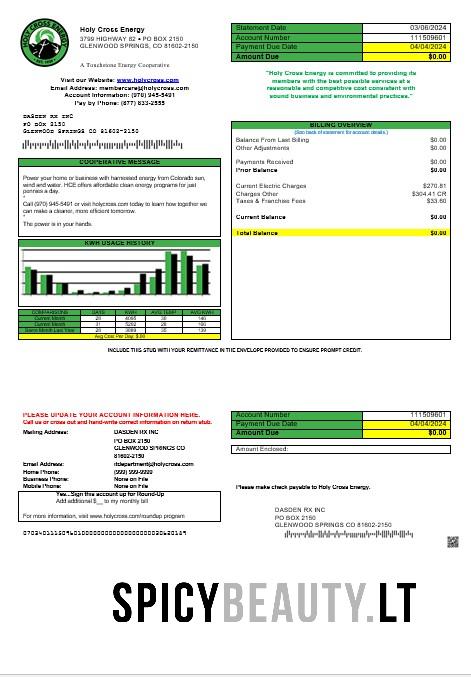 HOLY CROSS ENERGY
Holy Cross Energy
3799 HIGHWAY 82 • PO BOX 2150
GLENWOOD SPRINGS, CO 81602-2150
A Touchstone Energy Cooperative
Visit our Website: www.holycross.com
Email Address: membercare@holycross.com
Account Information: (970) 945-5491
Pay by Phone: (877) 833-2555
DASDEN RX INC
PO BOX 2150
GLENWOOD SPRINGS CO 81602-2150
Statement Date 03/06/2024
Account Number 111509601
Payment Due Date 04/04/2024
Amount Due $0.00
"Holy Cross Energy is committed to providing its
members with the best possible services at a
reasonable and competitive cost consistent with
sound business and environmental practices."
COOPERATIVE MESSAGE
Power your home or business with harnessed energy from Colorado sun,
wind and water. HCE offers affordable clean energy programs for just
pennies a day.
Call (970) 945-5491 or visit holycross.com today to learn how together we
can make a cleaner, more efficient tomorrow.
The power is in your hands.
KWH USAGE HISTORY
COMPARISONS DAYS KWH AVG TEMP AVG KWH
Current Month 28 4095 30 146
Current Month 31 5202 28 166
Same Month Last Year 28 3889 35 139
Avg Cost Per Day: $.00
BILLING OVERVIEW
(See back of statement for account details.)
Balance From Last Billing $0.00
Other Adjustments $0.00
Payments Received $0.00
Prior Balance $0.00
Current Electric Charges $270.81
Charges Other $304.41 CR
Taxes & Franchise Fees $33.60
Current Balance $0.00
Total Balance $0.00
INCLUDE THIS STUB WITH YOUR REMITTANCE IN THE ENVELOPE PROVIDED TO ENSURE PROMPT CREDIT.
PLEASE UPDATE YOUR ACCOUNT INFORMATION HERE.
Call us or cross out and hand-write correct information on return stub.
Mailing Address: DASDEN RX INC
PO BOX 2150
GLENWOOD SPRINGS CO
81602-2150
Email Address: itdepartment@holycross.com
Home Phone: (999) 999-9999
Business Phone: None on File
Mobile Phone: None on File
Yes...Sign this account up for Round-Up
Add additional $__ to my monthly bill
For more information, visit www.holycross.com/roundup program
Account Number 111509601
Payment Due Date 04/04/2024
Amount Due $0.00
Amount Enclosed:
Please make check payable to Holy Cross Energy.
DASDEN RX INC
PO BOX 2150
GLENWOOD SPRINGS CO 81602-2150
SPICYBEAUTY.LT